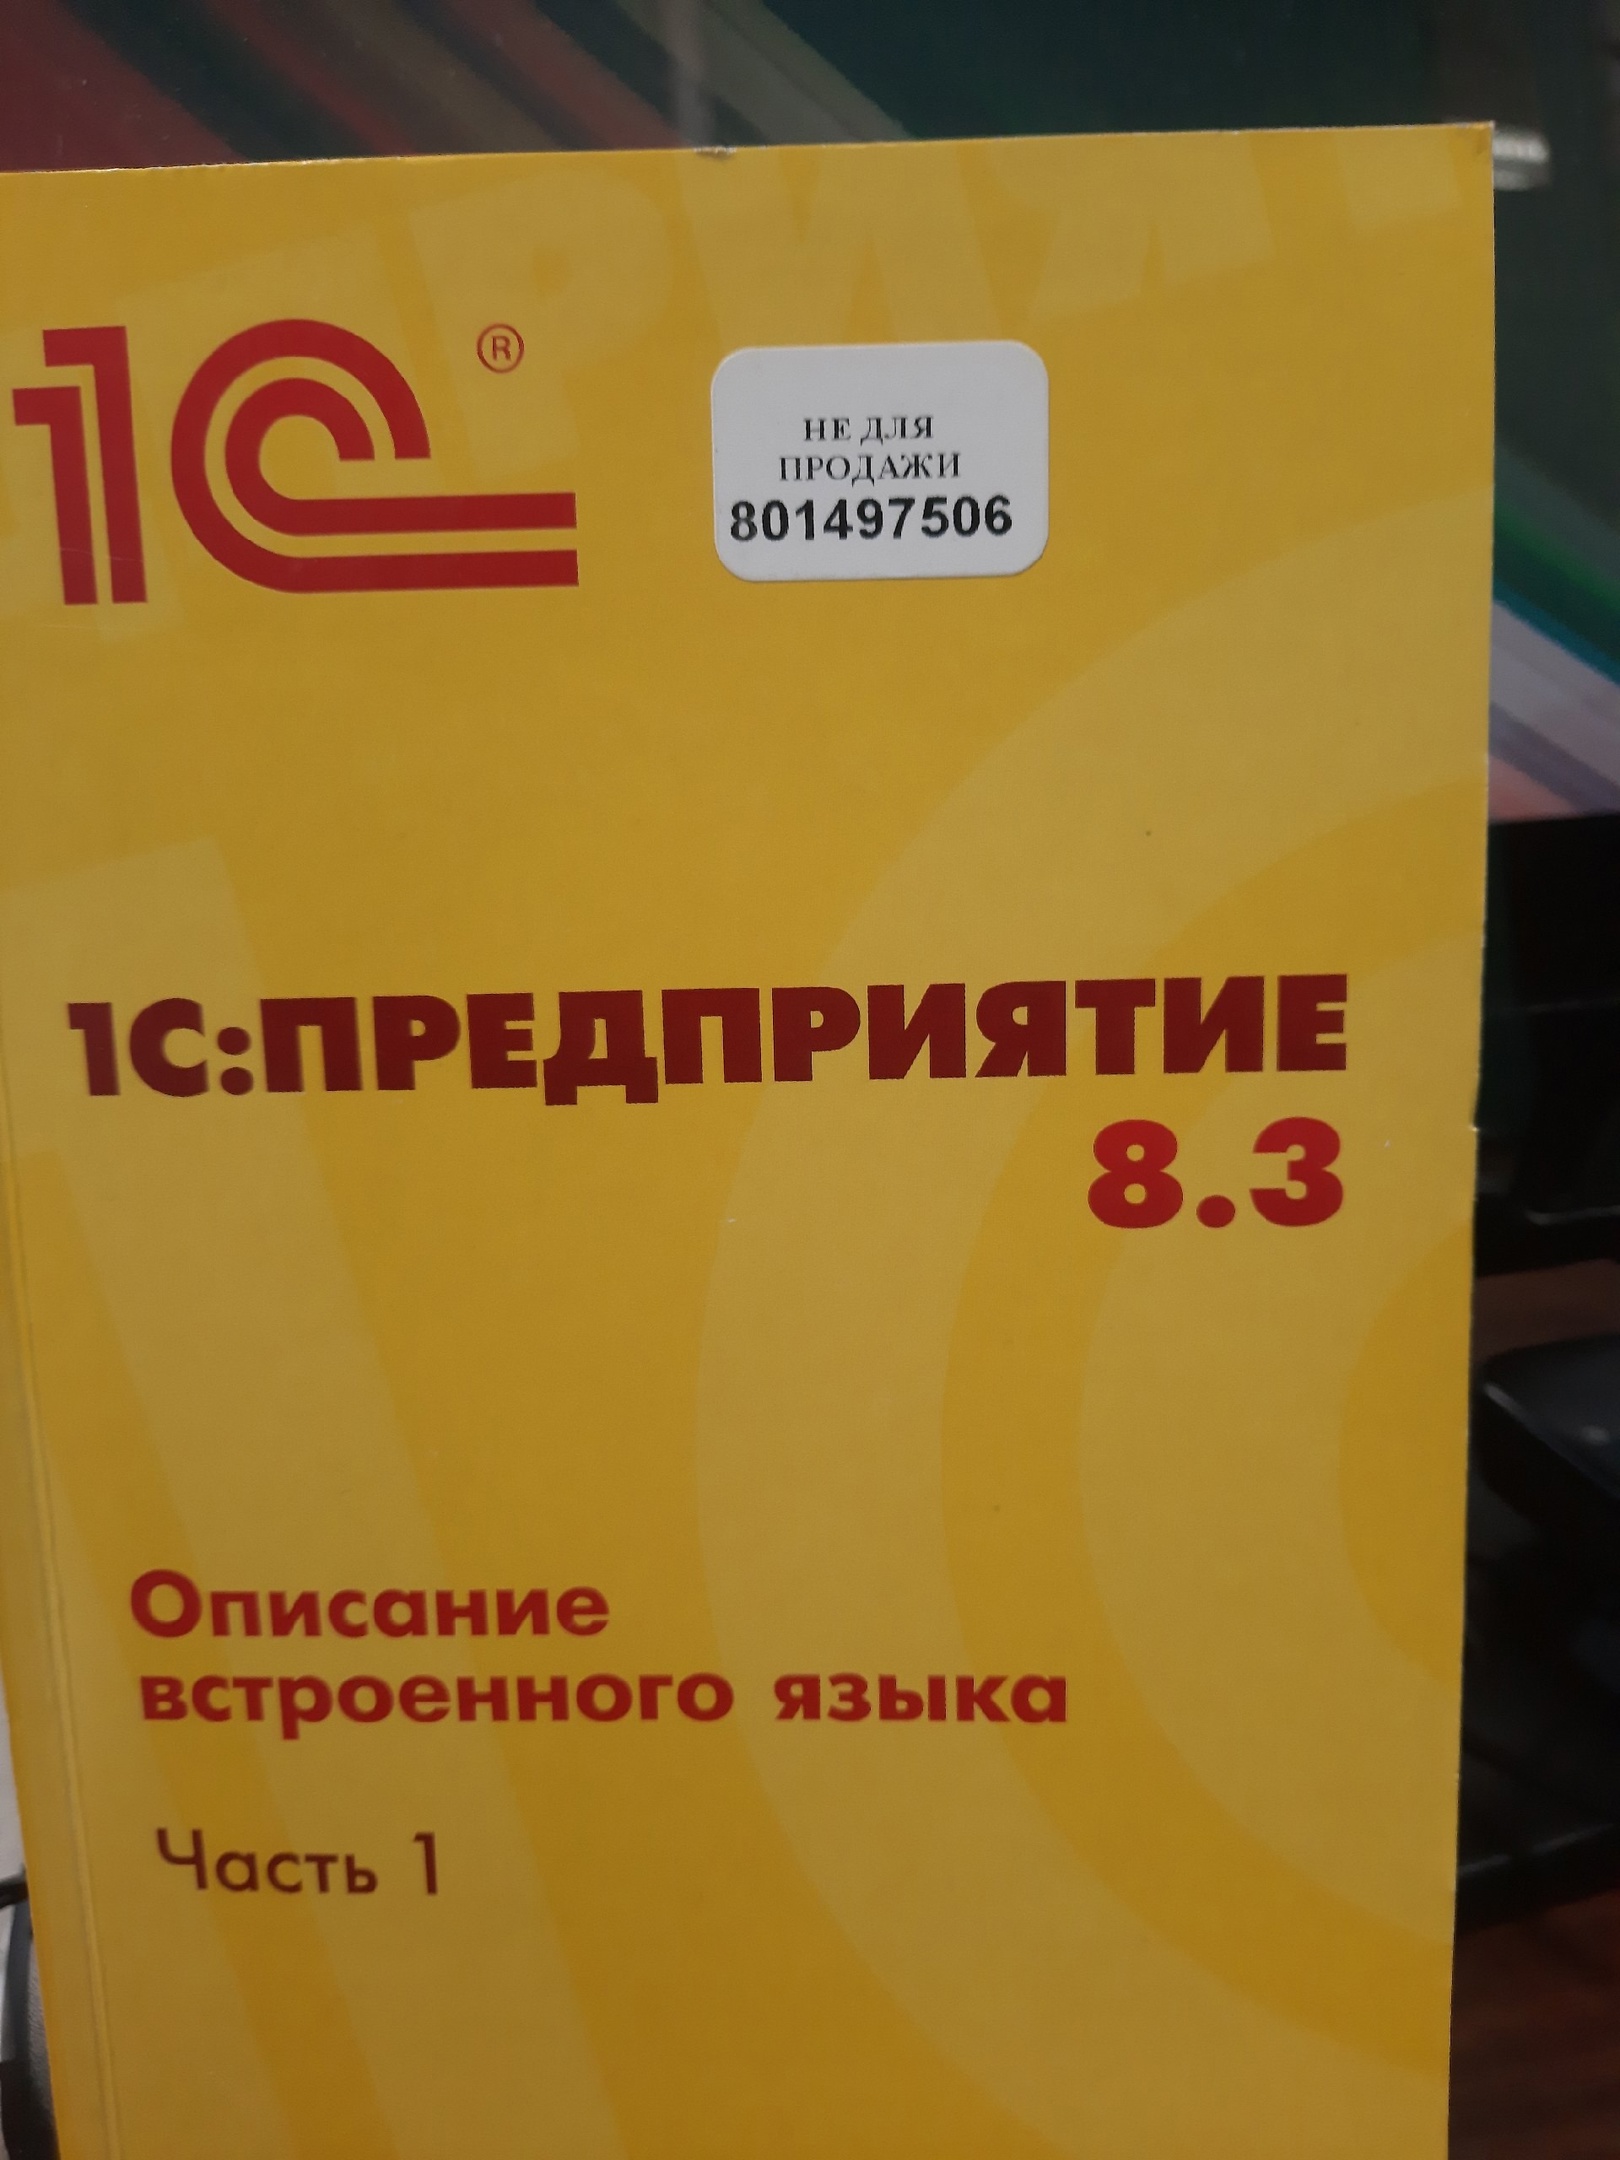 1С ®
НЕ ДЛЯ
ПРОДАЖИ
801497506
1С:ПРЕДПРИЯТИЕ
8.3
Описание
встроенного языка
Часть 1